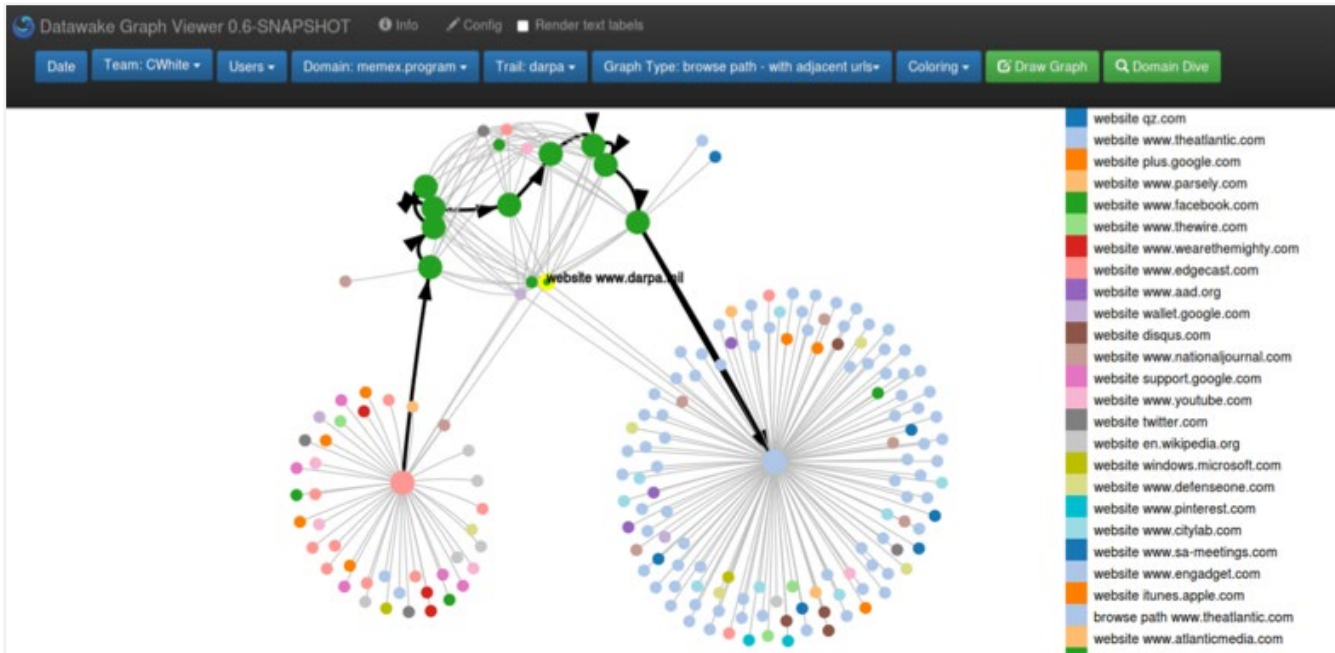 Datawake Graph Viewer 0.6-SNAPSHOT Info Config Render text labels
Date Team: CWhite Users Domain: memex.program Trail: darpa Graph Type: browse path - with adjacent urls Coloring Draw Graph Domain Dive
website www.darpa.mil
website qz.com
website www.theatlantic.com
website plus.google.com
website www.parsely.com
website www.facebook.com
website www.thewire.com
website www.wearethemighty.com
website www.edgecast.com
website www.aad.org
website wallet.google.com
website disqus.com
website www.nationaljournal.com
website support.google.com
website www.youtube.com
website twitter.com
website en.wikipedia.org
website windows.microsoft.com
website www.defenseone.com
website www.pinterest.com
website www.citylab.com
website www.sa-meetings.com
website www.engadget.com
website itunes.apple.com
browse path www.theatlantic.com
website www.atlanticmedia.com